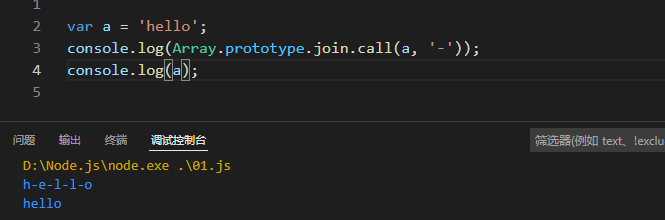 2 var a = 'hello';
3 console.log(Array.prototype.join.call(a, '-'));
4 console.log(a);
5
问题 输出 终端 调试控制台 筛选器(例如 text、!exclu
D:\Node.js\node.exe .\01.js
h-e-l-l-o
hello